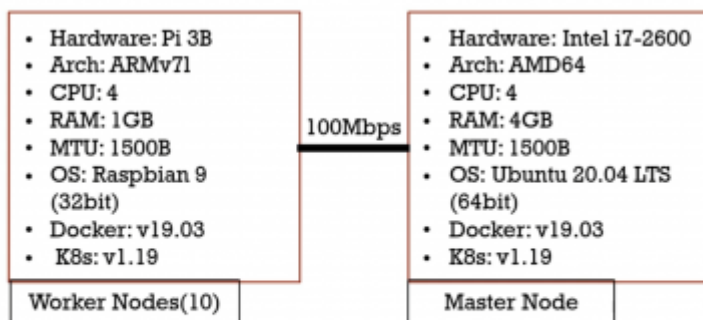 • Hardware: Pi 3B
• Arch: ARMv7l
• CPU: 4
• RAM: 1GB
• MTU: 1500B
• OS: Raspbian 9
(32bit)
• Docker: v19.03
• K8s: v1.19
Worker Nodes(10)
100Mbps
• Hardware: Intel i7-2600
• Arch: AMD64
• CPU: 4
• RAM: 4GB
• MTU: 1500B
• OS: Ubuntu 20.04 LTS
(64bit)
• Docker: v19.03
• K8s: v1.19
Master Node